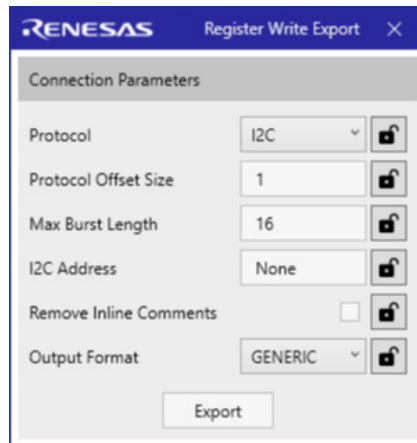 RENESAS Register Write Export
Connection Parameters
Protocol I2C
Protocol Offset Size 1
Max Burst Length 16
I2C Address None
Remove Inline Comments
Output Format GENERIC
Export